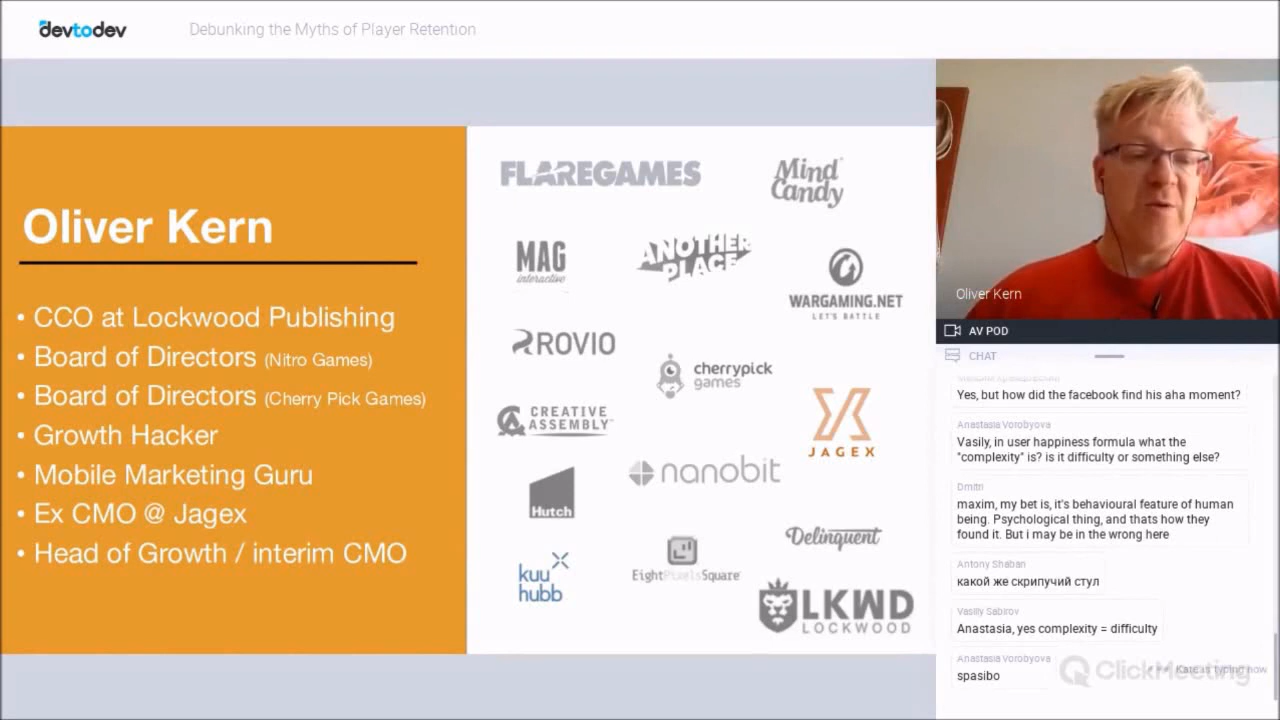 devtodev
Debunking the Myths of Player Retention
Oliver Kern
• CCO at Lockwood Publishing
• Board of Directors (Nitro Games)
• Board of Directors (Cherry Pick Games)
• Growth Hacker
• Mobile Marketing Guru
• Ex CMO @ Jagex
• Head of Growth / interim CMO
FLAREGAMES
Mind
Candy
MAG
interactive
ANOTHER
PLACE
WARGAMING.NET
LET'S BATTLE
ROVIO
cherrypick
games
CREATIVE
ASSEMBLY
JAGEX
nanobit
Hutch
Delinquent
kuu
hubb
EightPixelsSquare
LKWD
LOCKWOOD
Oliver Kern
AV POD
CHAT
Yes, but how did the facebook find his aha moment?
Anastasia Vorobyova
Vasily, in user happiness formula what the
"complexity" is? is it difficulty or something else?
Dmitri
maxim, my bet is, it's behavioural feature of human
being. Psychological thing, and thats how they
found it. But i may be in the wrong here
Antony Shaban
какой же скрипучий стул
Vasiliy Sabirov
Anastasia, yes complexity = difficulty
Anastasia Vorobyova
spasibo
ClickMeeting
is typing now